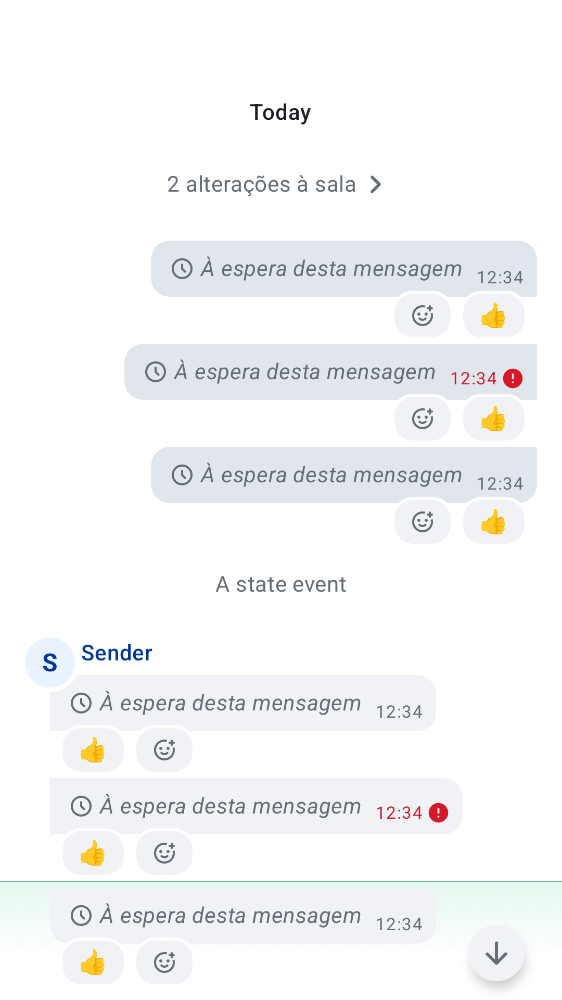 Today
2 alterações à sala
À espera desta mensagem 12:34
À espera desta mensagem 12:34
À espera desta mensagem 12:34
A state event
S Sender
À espera desta mensagem 12:34
À espera desta mensagem 12:34
À espera desta mensagem 12:34